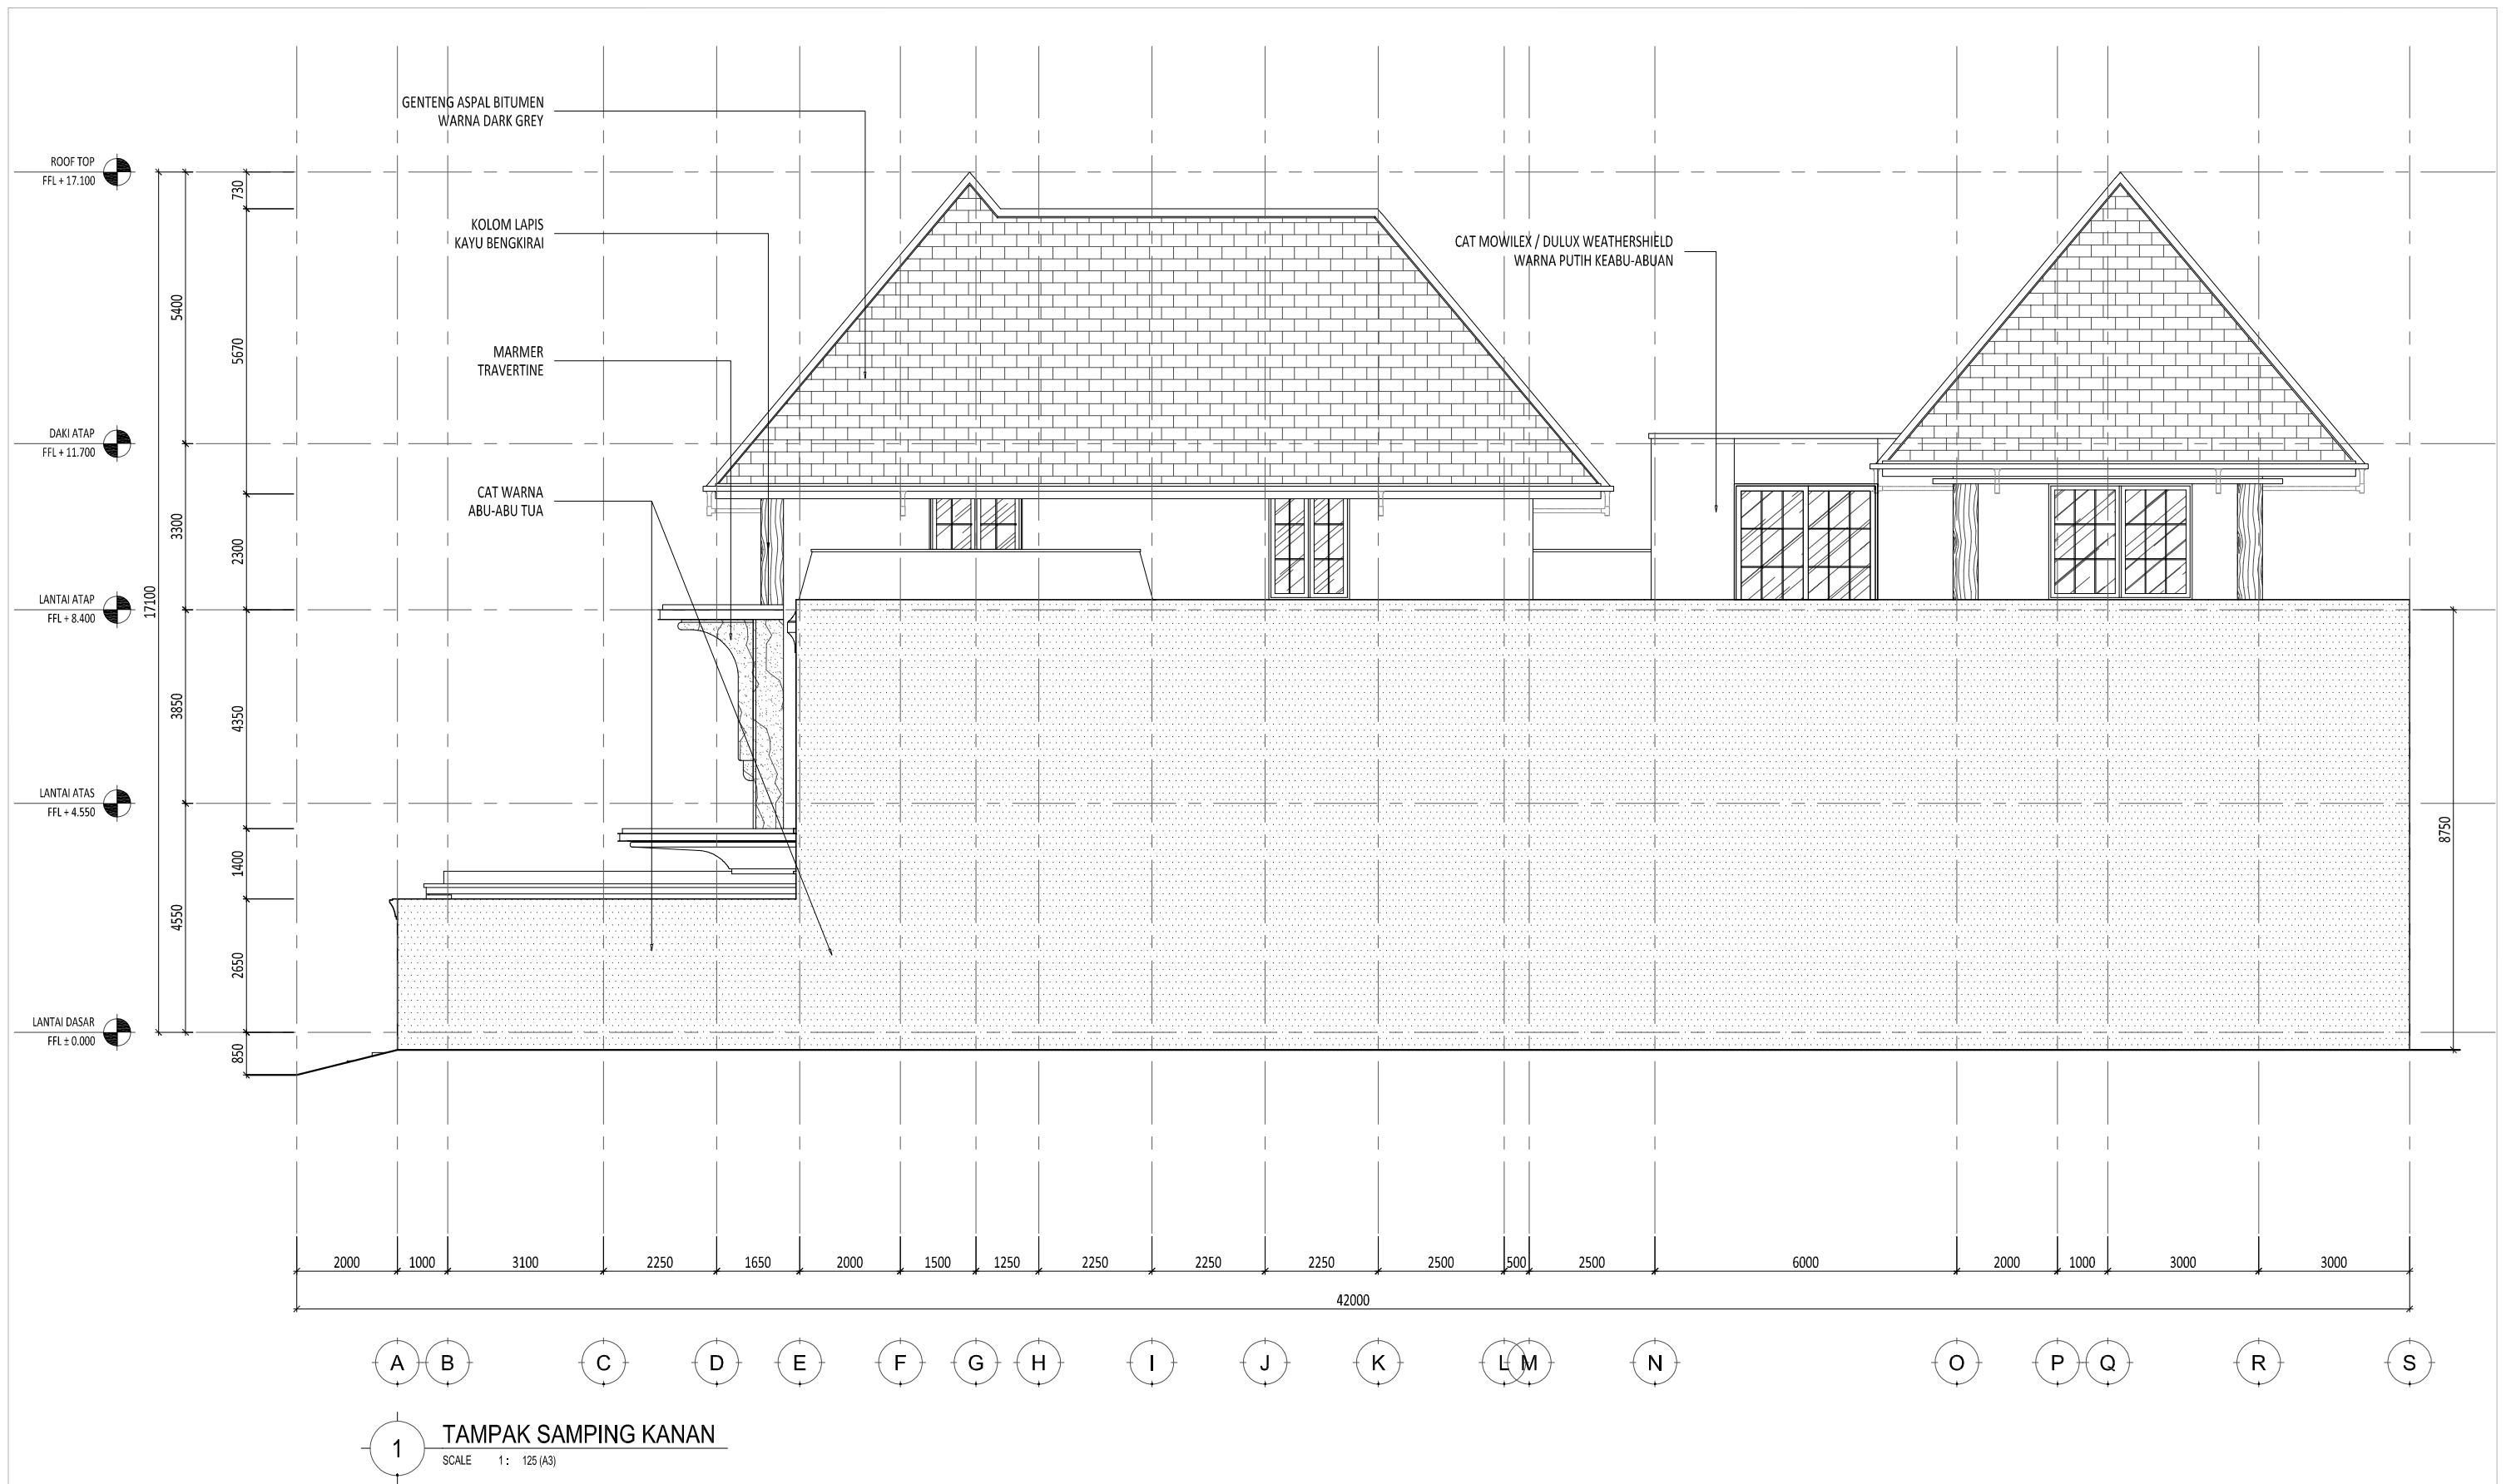 GENTENG ASPAL BITUMEN
WARNA DARK GREY
ROOF TOP
FFL + 17.100
730
KOLOM LAPIS
KAYU BENGKIRAI
CAT MOWILEX / DULUX WEATHERSHIELD
WARNA PUTIH KEABU-ABUAN
5400
5670
MARMER
TRAVERTINE
DAKI ATAP
FFL + 11.700
CAT WARNA
ABU-ABU TUA
3300
2300
LANTAI ATAP
FFL + 8.400
17100
3850
4350
LANTAI ATAS
FFL + 4.550
8750
1400
4550
2650
LANTAI DASAR
FFL ± 0.000
850
2000 1000 3100 2250 1650 2000 1500 1250 2250 2250 2250 2500 500 2500 6000 2000 1000 3000 3000
42000
A B C D E F G H I J K L M N O P Q R S
1 TAMPAK SAMPING KANAN
SCALE 1 : 125 (A3)